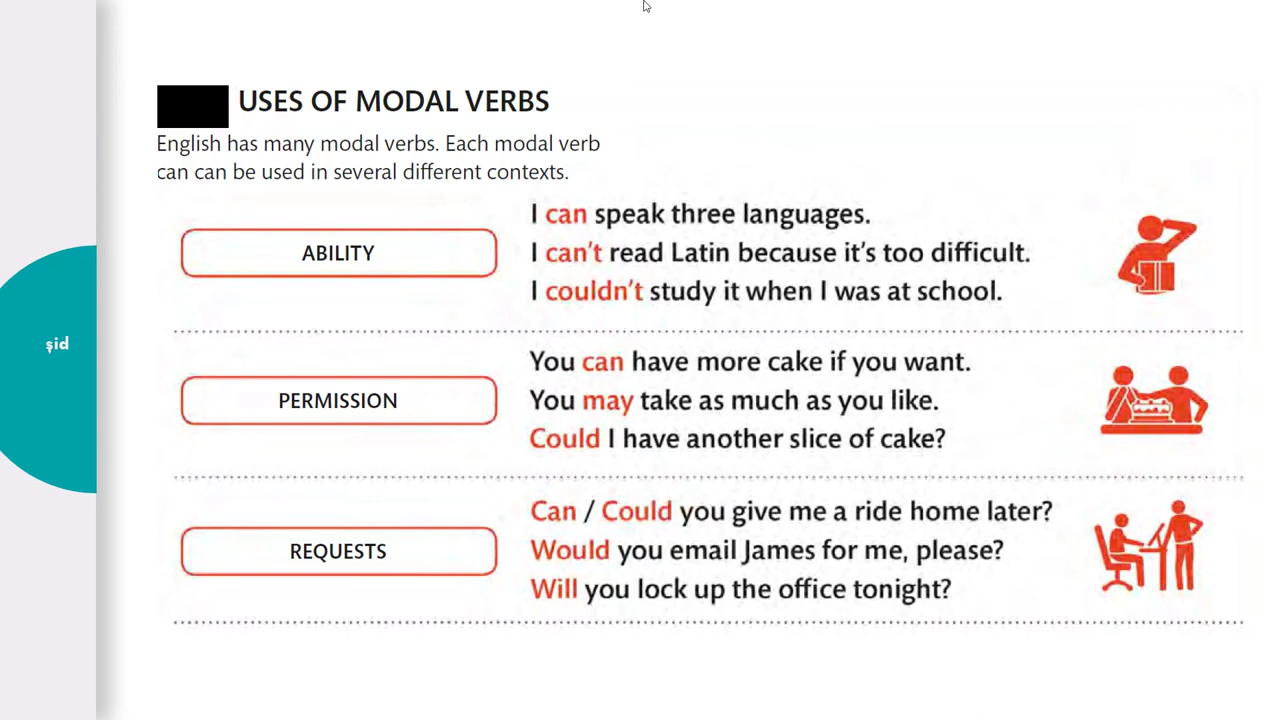 USES OF MODAL VERBS
English has many modal verbs. Each modal verb
can can be used in several different contexts.
ABILITY
I can speak three languages.
I can't read Latin because it's too difficult.
I couldn't study it when I was at school.
PERMISSION
You can have more cake if you want.
You may take as much as you like.
Could I have another slice of cake?
REQUESTS
Can / Could you give me a ride home later?
Would you email James for me, please?
Will you lock up the office tonight?
șid